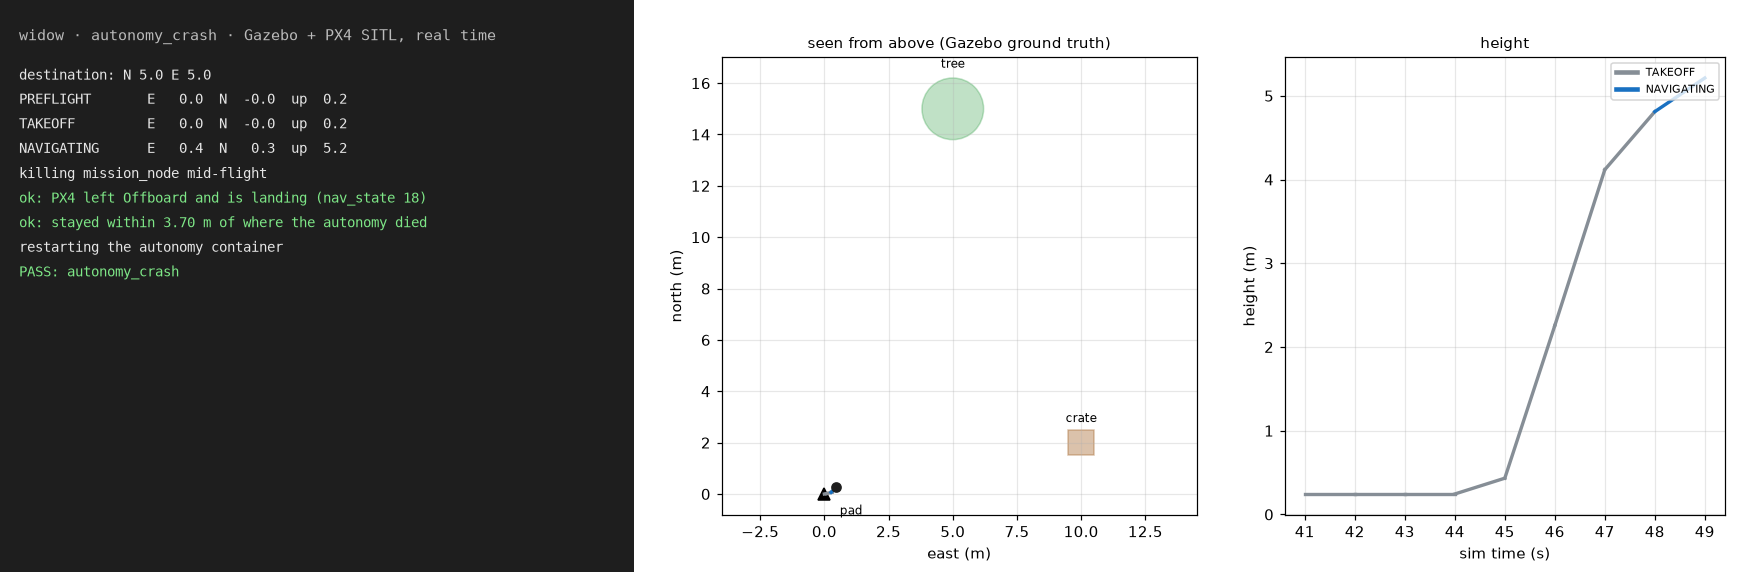 widow · autonomy_crash · Gazebo + PX4 SITL, real time
destination: N 5.0 E 5.0
PREFLIGHT E 0.0 N -0.0 up 0.2
TAKEOFF E 0.0 N -0.0 up 0.2
NAVIGATING E 0.4 N 0.3 up 5.2
killing mission_node mid-flight
ok: PX4 left Offboard and is landing (nav_state 18)
ok: stayed within 3.70 m of where the autonomy died
restarting the autonomy container
PASS: autonomy_crash
seen from above (Gazebo ground truth)
tree
16
14
12
10
8
6
4
2
0
north (m)
crate
pad
−2.5 0.0 2.5 5.0 7.5 10.0 12.5
east (m)
height
TAKEOFF
NAVIGATING
5
4
3
2
1
0
height (m)
41 42 43 44 45 46 47 48 49
sim time (s)